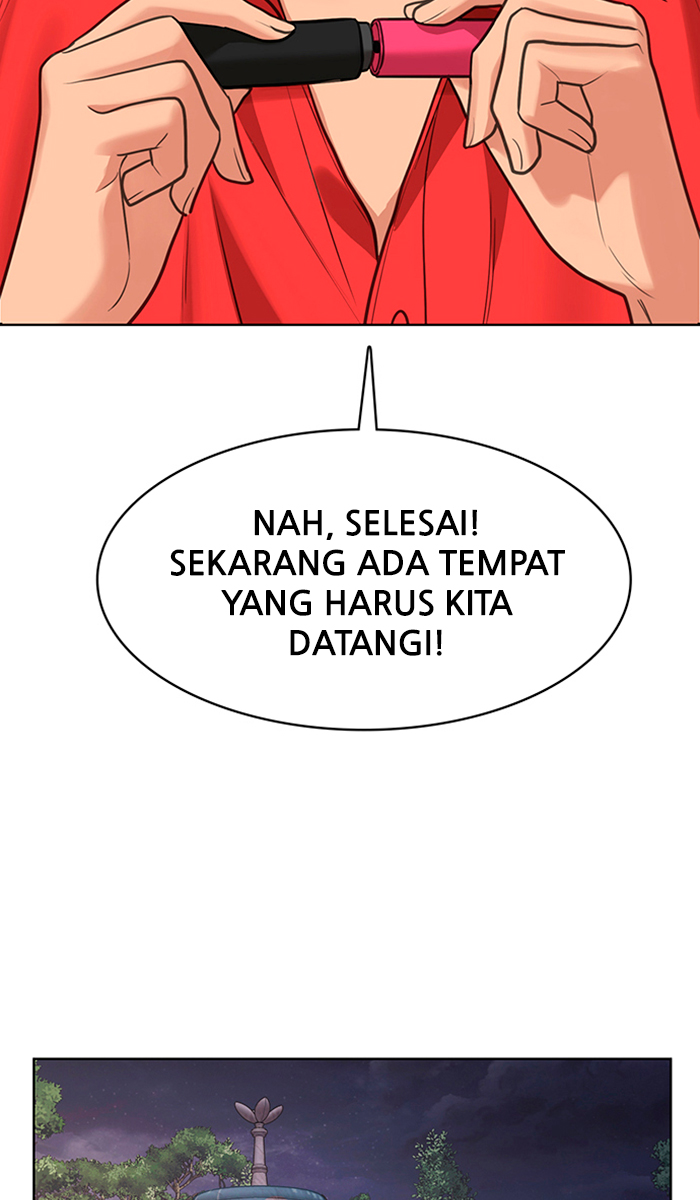 NAH, SELESAI!
SEKARANG ADA TEMPAT
YANG HARUS KITA
DATANGI!